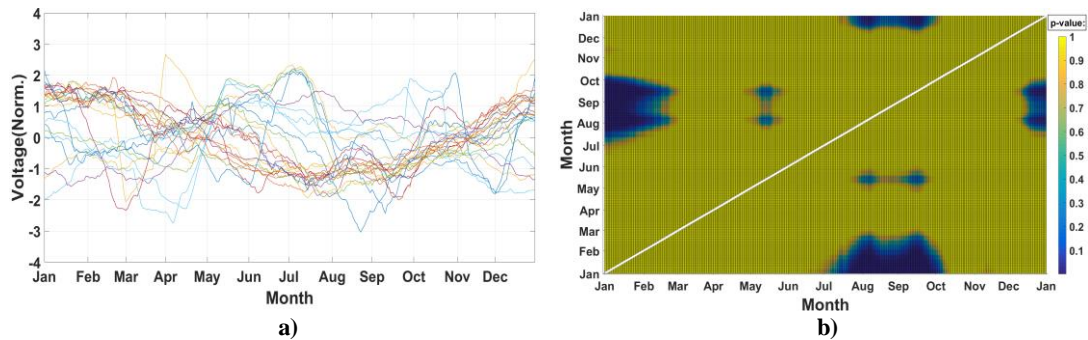 4
3
2
1
0
-1
-2
-3
-4
Voltage(Norm.)
Jan Feb Mar Apr May Jun Jul Aug Sep Oct Nov Dec
Month
a)
Jan
Dec
Nov
Oct
Sep
Aug
Jul
Jun
May
Apr
Mar
Feb
Jan
Month
Jan Feb Mar Apr May Jun Jul Aug Sep Oct Nov Dec Jan
Month
p-value:
1
0.9
0.8
0.7
0.6
0.5
0.4
0.3
0.2
0.1
b)